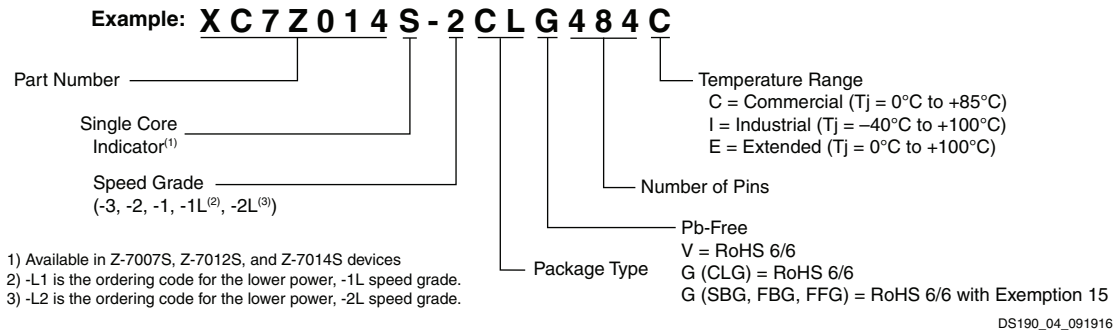 Example: XC7Z014S-2CLG484C
Part Number
Single Core
Indicator(1)
Speed Grade
(-3, -2, -1, -1L(2), -2L(3))
Temperature Range
C = Commercial (Tj = 0°C to +85°C)
I = Industrial (Tj = –40°C to +100°C)
E = Extended (Tj = 0°C to +100°C)
Number of Pins
Pb-Free
V = RoHS 6/6
G (CLG) = RoHS 6/6
G (SBG, FBG, FFG) = RoHS 6/6 with Exemption 15
Package Type
1) Available in Z-7007S, Z-7012S, and Z-7014S devices
2) -L1 is the ordering code for the lower power, -1L speed grade.
3) -L2 is the ordering code for the lower power, -2L speed grade.
DS190_04_091916